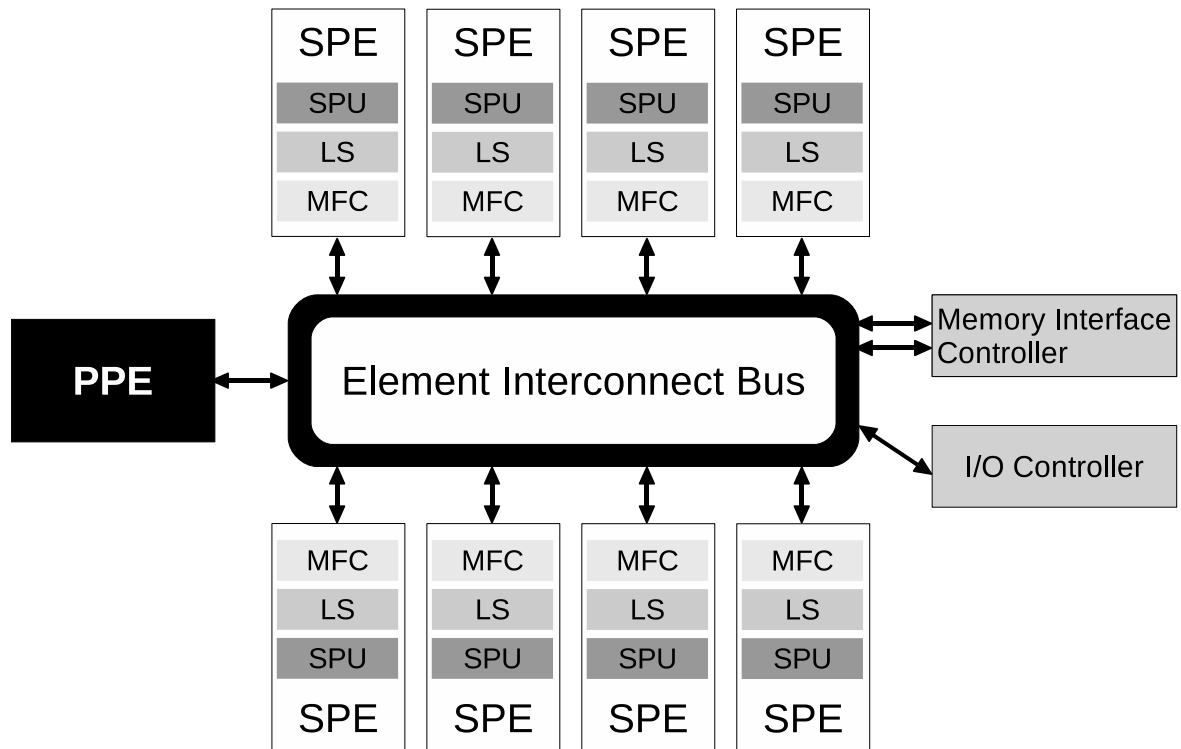 SPE SPE SPE SPE
SPU SPU SPU SPU
LS LS LS LS
MFC MFC MFC MFC
PPE
Element Interconnect Bus
Memory Interface
Controller
I/O Controller
MFC MFC MFC MFC
LS LS LS LS
SPU SPU SPU SPU
SPE SPE SPE SPE